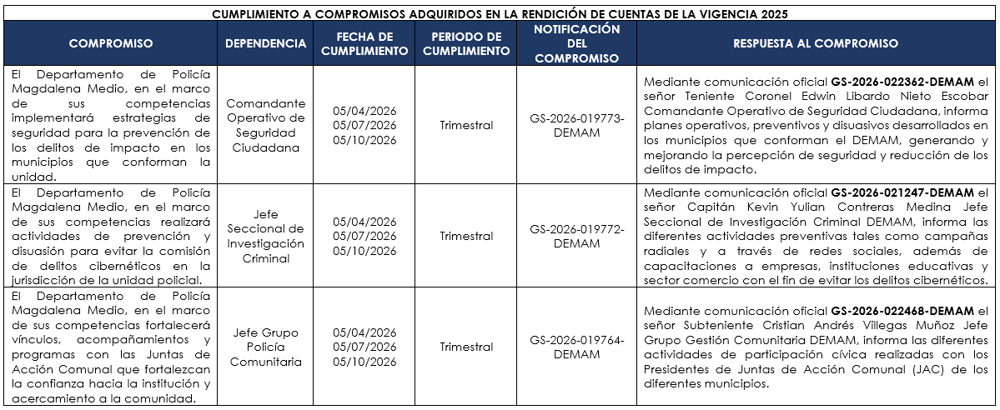 CUMPLIMIENTO A COMPROMISOS ADQUIRIDOS EN LA RENDICIÓN DE CUENTAS DE LA VIGENCIA 2025
COMPROMISO
DEPENDENCIA
FECHA DE
CUMPLIMIENTO
PERIODO DE
CUMPLIMIENTO
NOTIFICACIÓN
DEL
COMPROMISO
RESPUESTA AL COMPROMISO
El Departamento de Policía
Magdalena Medio, en el marco
de sus competencias
implementará estrategias de
seguridad para la prevención de
los delitos de impacto en los
municipios que conforman la
unidad.
Comandante
Operativo de
Seguridad
Ciudadana
05/04/2026
05/07/2026
05/10/2026
Trimestral
GS-2026-019773-
DEMAM
Mediante comunicación oficial GS-2026-022362-DEMAM el
señor Teniente Coronel Edwin Libardo Nieto Escobar
Comandante Operativo de Seguridad Ciudadana, informa
planes operativos, preventivos y disuasivos desarrollados en
los municipios que conforman el DEMAM, generando y
mejorando la percepción de seguridad y reducción de los
delitos de impacto.
El Departamento de Policía
Magdalena Medio, en el marco
de sus competencias realizará
actividades de prevención y
disuasión para evitar la comisión
de delitos cibernéticos en la
jurisdicción de la unidad policial.
Jefe
Seccional de
Investigación
Criminal
05/04/2026
05/07/2026
05/10/2026
Trimestral
GS-2026-019772-
DEMAM
Mediante comunicación oficial GS-2026-021247-DEMAM el
señor Capitán Kevin Yulian Contreras Medina Jefe
Seccional de Investigación Criminal DEMAM, informa las
diferentes actividades preventivas tales como campañas
radiales y a través de redes sociales, además de
capacitaciones a empresas, instituciones educativas y
sector comercio con el fin de evitar los delitos cibernéticos.
El Departamento de Policía
Magdalena Medio, en el marco
de sus competencias fortalecerá
vínculos, acompañamientos y
programas con las Juntas de
Acción Comunal que fortalezcan
la confianza hacia la institución y
acercamiento a la comunidad.
Jefe Grupo
Policía
Comunitaria
05/04/2026
05/07/2026
05/10/2026
Trimestral
GS-2026-019764-
DEMAM
Mediante comunicación oficial GS-2026-022468-DEMAM el
señor Subteniente Cristian Andrés Villegas Muñoz Jefe
Grupo Gestión Comunitaria DEMAM, informa las diferentes
actividades de participación cívica realizadas con los
Presidentes de Juntas de Acción Comunal (JAC) de los
diferentes municipios.